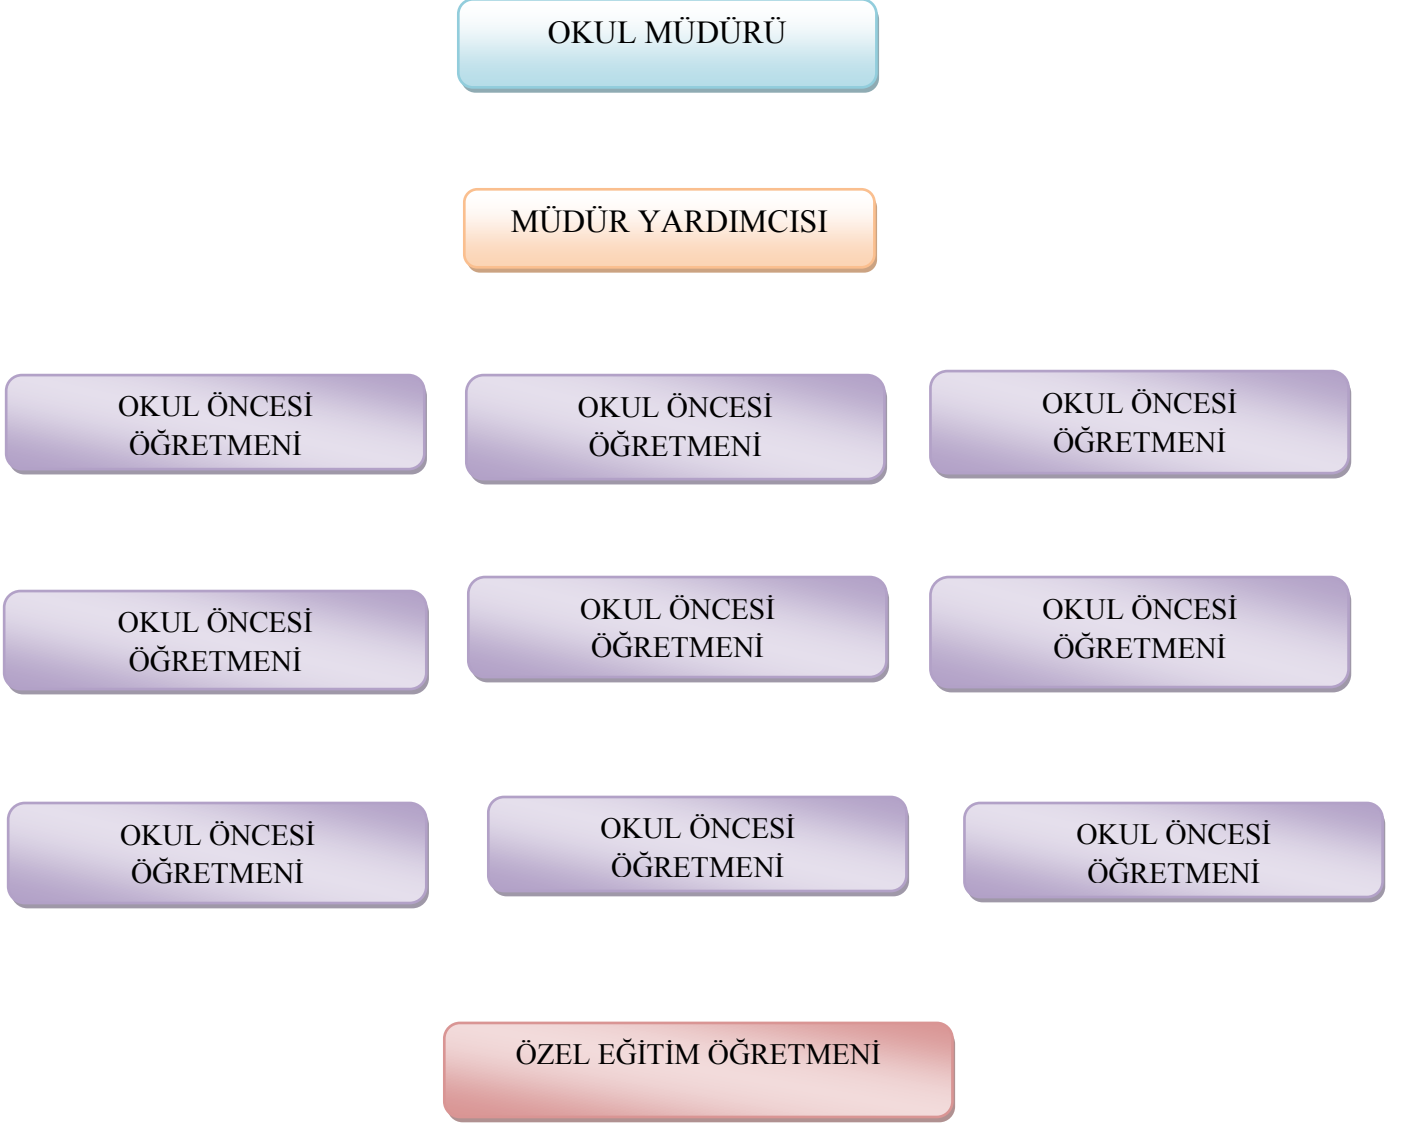 OKUL MÜDÜRÜ
MÜDÜR YARDIMCISI
OKUL ÖNCESİ
ÖĞRETMENİ
OKUL ÖNCESİ
ÖĞRETMENİ
OKUL ÖNCESİ
ÖĞRETMENİ
OKUL ÖNCESİ
ÖĞRETMENİ
OKUL ÖNCESİ
ÖĞRETMENİ
OKUL ÖNCESİ
ÖĞRETMENİ
OKUL ÖNCESİ
ÖĞRETMENİ
OKUL ÖNCESİ
ÖĞRETMENİ
OKUL ÖNCESİ
ÖĞRETMENİ
ÖZEL EĞİTİM ÖĞRETMENİ